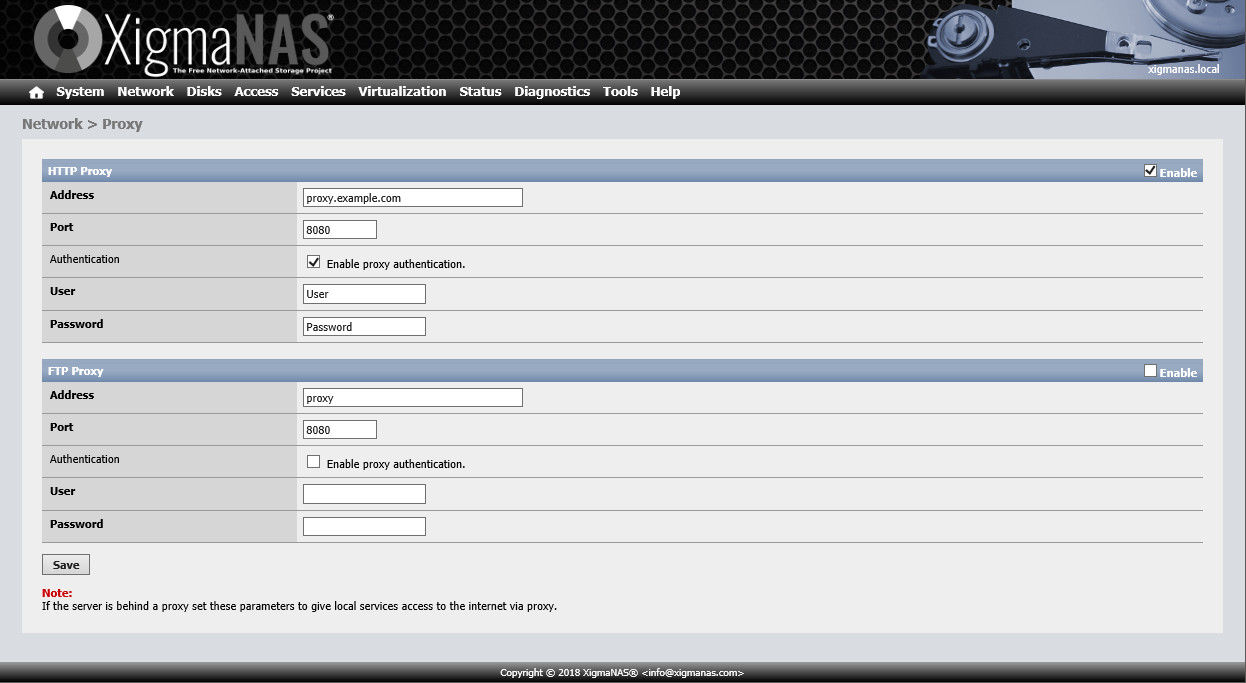 XigmaNAS®
The Free Network-Attached Storage Project
xigmanas.local
System Network Disks Access Services Virtualization Status Diagnostics Tools Help
Network > Proxy
HTTP Proxy Enable
Address proxy.example.com
Port 8080
Authentication Enable proxy authentication.
User User
Password Password
FTP Proxy Enable
Address proxy
Port 8080
Authentication Enable proxy authentication.
User
Password
Save
Note:
If the server is behind a proxy set these parameters to give local services access to the internet via proxy.
Copyright © 2018 XigmaNAS® <info@xigmanas.com>